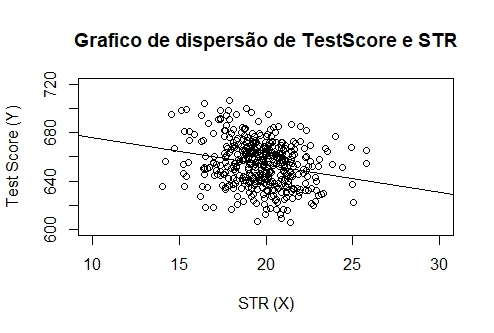 Grafico de dispersão de TestScore e STR
Test Score (Y)
720
680
640
600
10 15 20 25 30
STR (X)